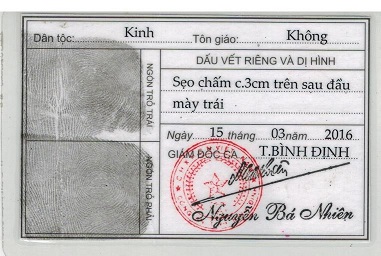 Dân tộc: Kinh Tôn giáo: Không
NGÓN TRỎ TRÁI
NGÓN TRỎ PHẢI
DẤU VẾT RIÊNG VÀ DỊ HÌNH
Sẹo chấm c.3cm trên sau đầu
mày trái
Ngày 15 tháng 03 năm 2016
GIÁM ĐỐC CA T.BÌNH ĐỊNH
Nguyễn Bá Nhiên